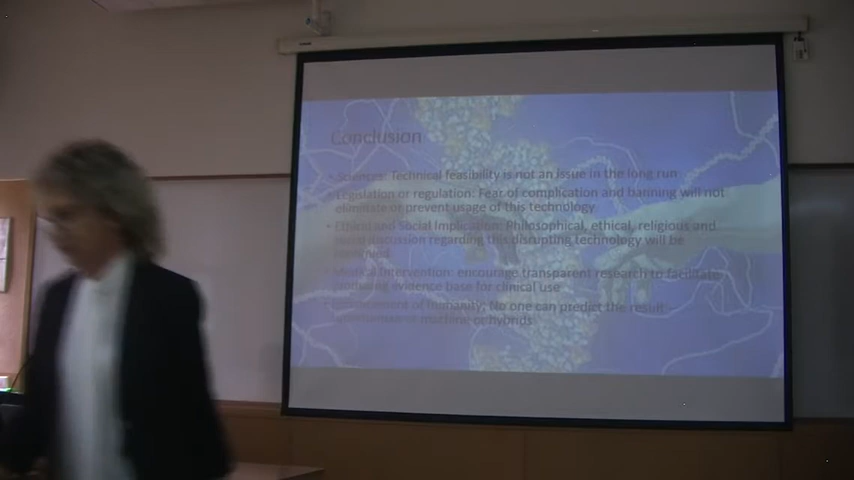 Conclusion
• Sciences: Technical feasibility is not an issue in the long run
• Legislation or regulation: Fear of complication and banning will not
eliminate or prevent usage of this technology
• Ethical and Social Implication: Philosophical, ethical, religious and
discussion regarding this disrupting technology will be
Intervention: encourage transparent research to facilitate
producing evidence base for clinical use
of humanity: No one can predict the result
machine or hybrids